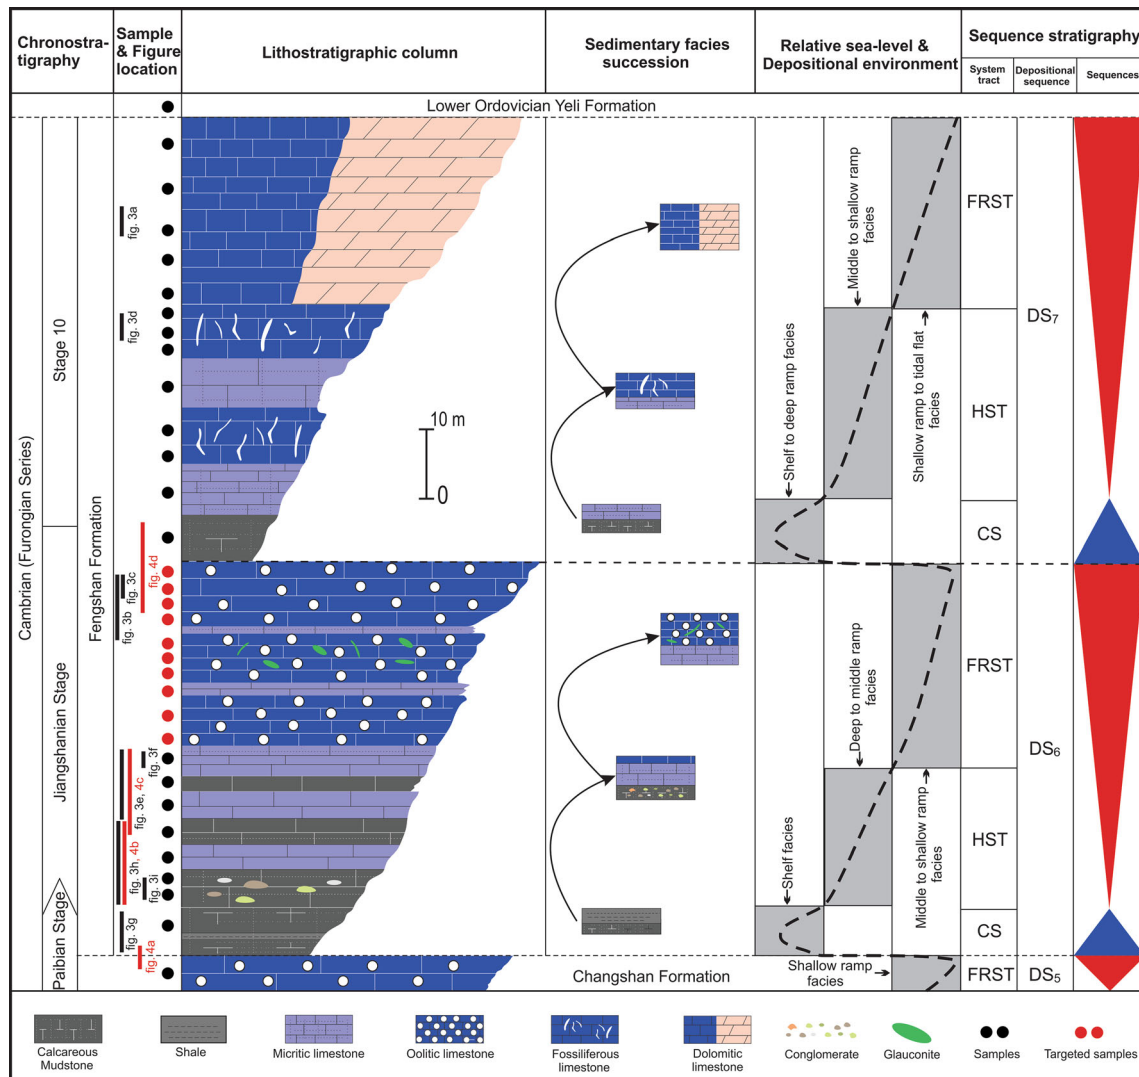 Chronostra-
tigraphy
Sample
& Figure
location
Lithostratigraphic column
Sedimentary facies
succession
Relative sea-level &
Depositional environment
Sequence stratigraphy
System
tract
Depositional
sequence
Sequences
Lower Ordovician Yeli Formation
Cambrian (Furongian Series)
Stage 10
Jiangshanian Stage
Paibian Stage
Fengshan Formation
fig. 3a
fig. 3d
fig. 4d
fig. 3c
fig. 3b
fig. 3f
fig. 3e, 4c
fig. 3h, 4b
fig. 3i
fig. 3g
fig. 4a
10 m
0
Changshan Formation
Middle to shallow ramp
facies
Shelf to deep ramp facies
Shallow ramp to tidal flat
facies
Deep to middle ramp
facies
Shelf facies
Middle to shallow ramp
facies
Shallow ramp
facies
FRST
HST
CS
DS7
FRST
HST
CS
DS6
FRST
DS5
Calcareous
Mudstone
Shale
Micritic limestone
Oolitic limestone
Fossiliferous
limestone
Dolomitic
limestone
Conglomerate
Glauconite
Samples
Targeted samples